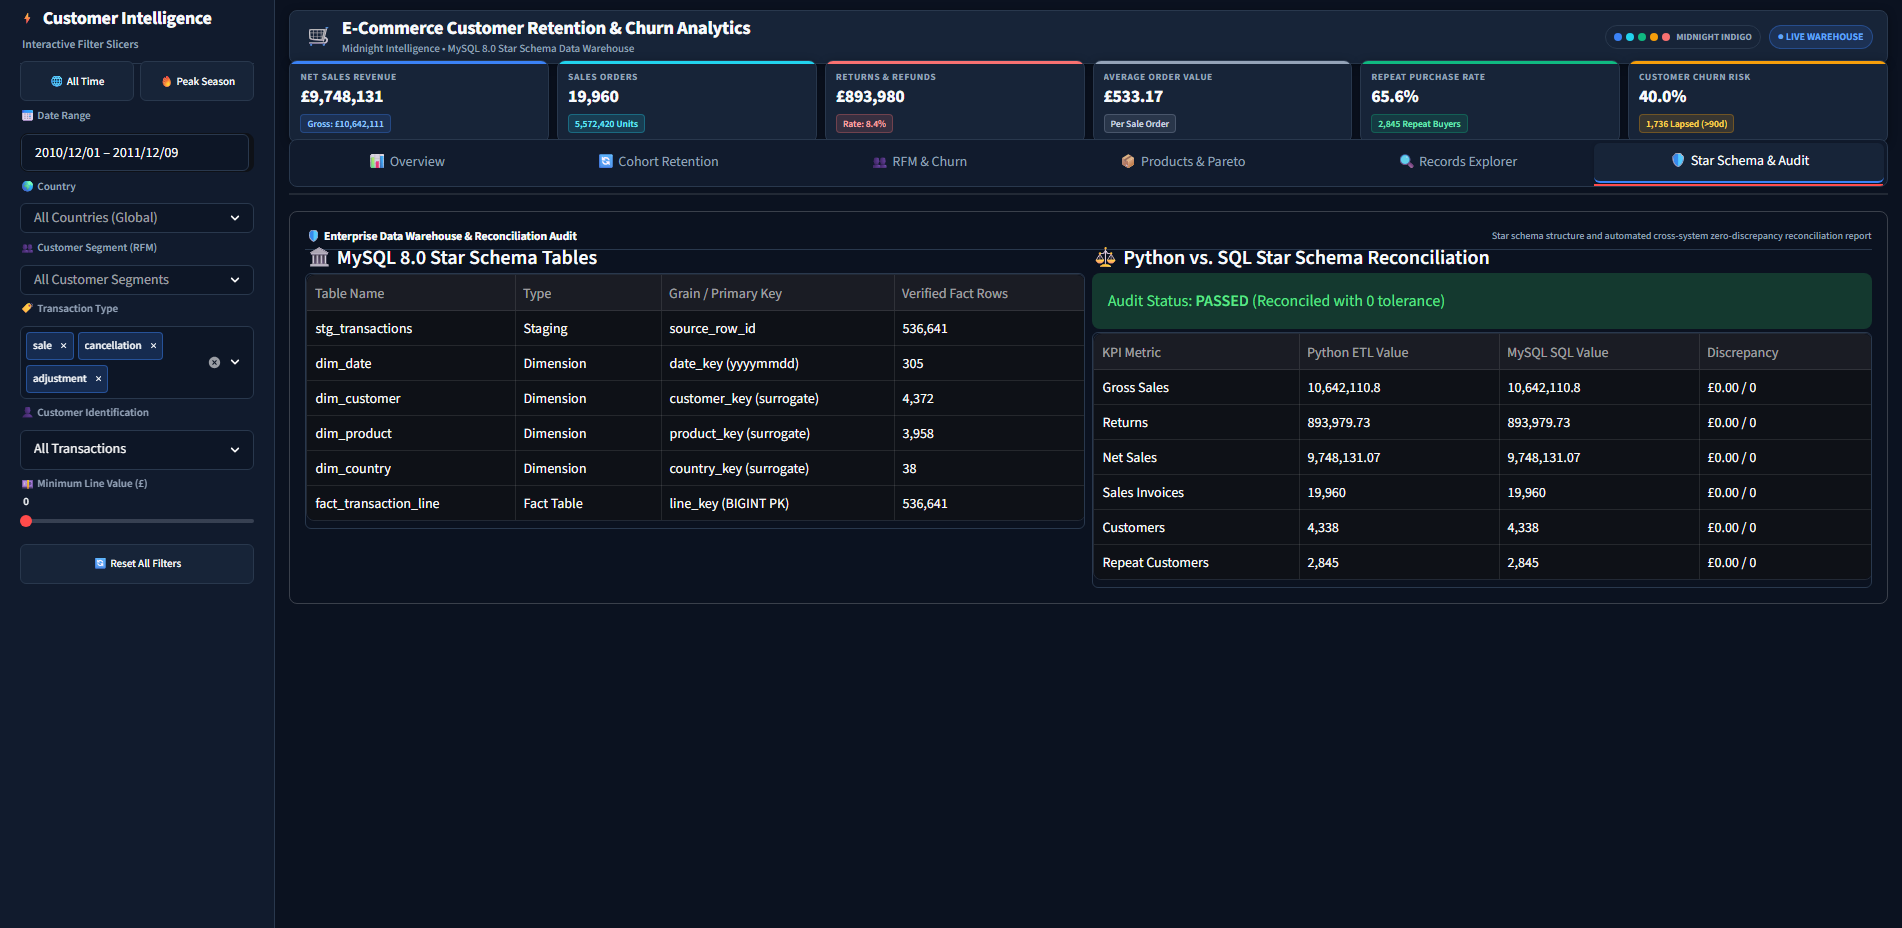 Customer Intelligence
Interactive Filter Slicers
All Time
Peak Season
Date Range
2010/12/01 – 2011/12/09
Country
All Countries (Global)
Customer Segment (RFM)
All Customer Segments
Transaction Type
sale ×
cancellation ×
adjustment ×
Customer Identification
All Transactions
Minimum Line Value (£)
0
Reset All Filters
E-Commerce Customer Retention & Churn Analytics
Midnight Intelligence • MySQL 8.0 Star Schema Data Warehouse
MIDNIGHT INDIGO
LIVE WAREHOUSE
NET SALES REVENUE
£9,748,131
Gross: £10,642,111
SALES ORDERS
19,960
5,572,420 Units
RETURNS & REFUNDS
£893,980
Rate: 8.4%
AVERAGE ORDER VALUE
£533.17
Per Sale Order
REPEAT PURCHASE RATE
65.6%
2,845 Repeat Buyers
CUSTOMER CHURN RISK
40.0%
1,736 Lapsed (>90d)
Overview
Cohort Retention
RFM & Churn
Products & Pareto
Records Explorer
Star Schema & Audit
Enterprise Data Warehouse & Reconciliation Audit
Star schema structure and automated cross-system zero-discrepancy reconciliation report
MySQL 8.0 Star Schema Tables
Table Name Type Grain / Primary Key Verified Fact Rows
stg_transactions Staging source_row_id 536,641
dim_date Dimension date_key (yyyymmdd) 305
dim_customer Dimension customer_key (surrogate) 4,372
dim_product Dimension product_key (surrogate) 3,958
dim_country Dimension country_key (surrogate) 38
fact_transaction_line Fact Table line_key (BIGINT PK) 536,641
Python vs. SQL Star Schema Reconciliation
Audit Status: PASSED (Reconciled with 0 tolerance)
KPI Metric Python ETL Value MySQL SQL Value Discrepancy
Gross Sales 10,642,110.8 10,642,110.8 £0.00 / 0
Returns 893,979.73 893,979.73 £0.00 / 0
Net Sales 9,748,131.07 9,748,131.07 £0.00 / 0
Sales Invoices 19,960 19,960 £0.00 / 0
Customers 4,338 4,338 £0.00 / 0
Repeat Customers 2,845 2,845 £0.00 / 0